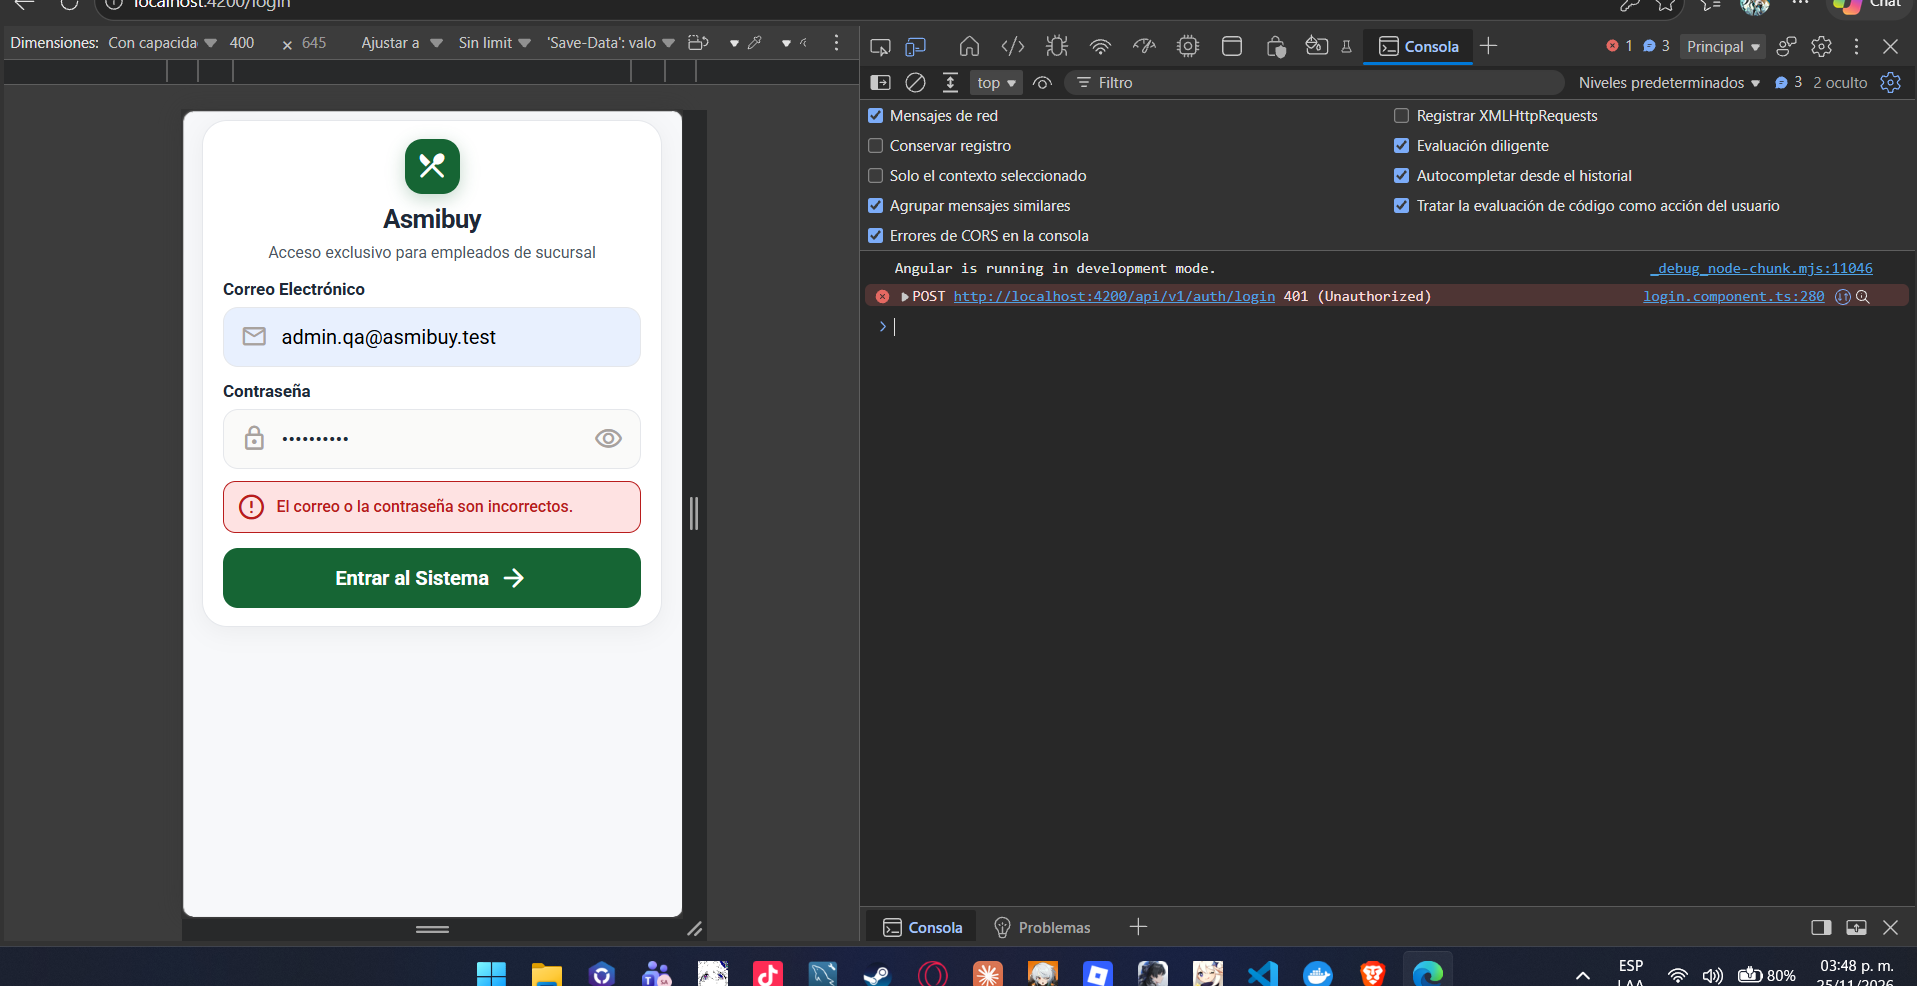 localhost:4200/login
Chat
Dimensiones: Con capacida 400 × 645 Ajustar a Sin limit 'Save-Data': valo
Consola
1 3 Principal
top Filtro Niveles predeterminados 3 2 oculto
Mensajes de red
Registrar XMLHttpRequests
Conservar registro
Evaluación diligente
Solo el contexto seleccionado
Autocompletar desde el historial
Agrupar mensajes similares
Tratar la evaluación de código como acción del usuario
Errores de CORS en la consola
Angular is running in development mode. _debug_node-chunk.mjs:11046
POST http://localhost:4200/api/v1/auth/login 401 (Unauthorized) login.component.ts:280
Asmibuy
Acceso exclusivo para empleados de sucursal
Correo Electrónico
admin.qa@asmibuy.test
Contraseña
••••••••••
El correo o la contraseña son incorrectos.
Entrar al Sistema
Consola Problemas
ESP
LAA
80%
03:48 p. m.
25/11/2026